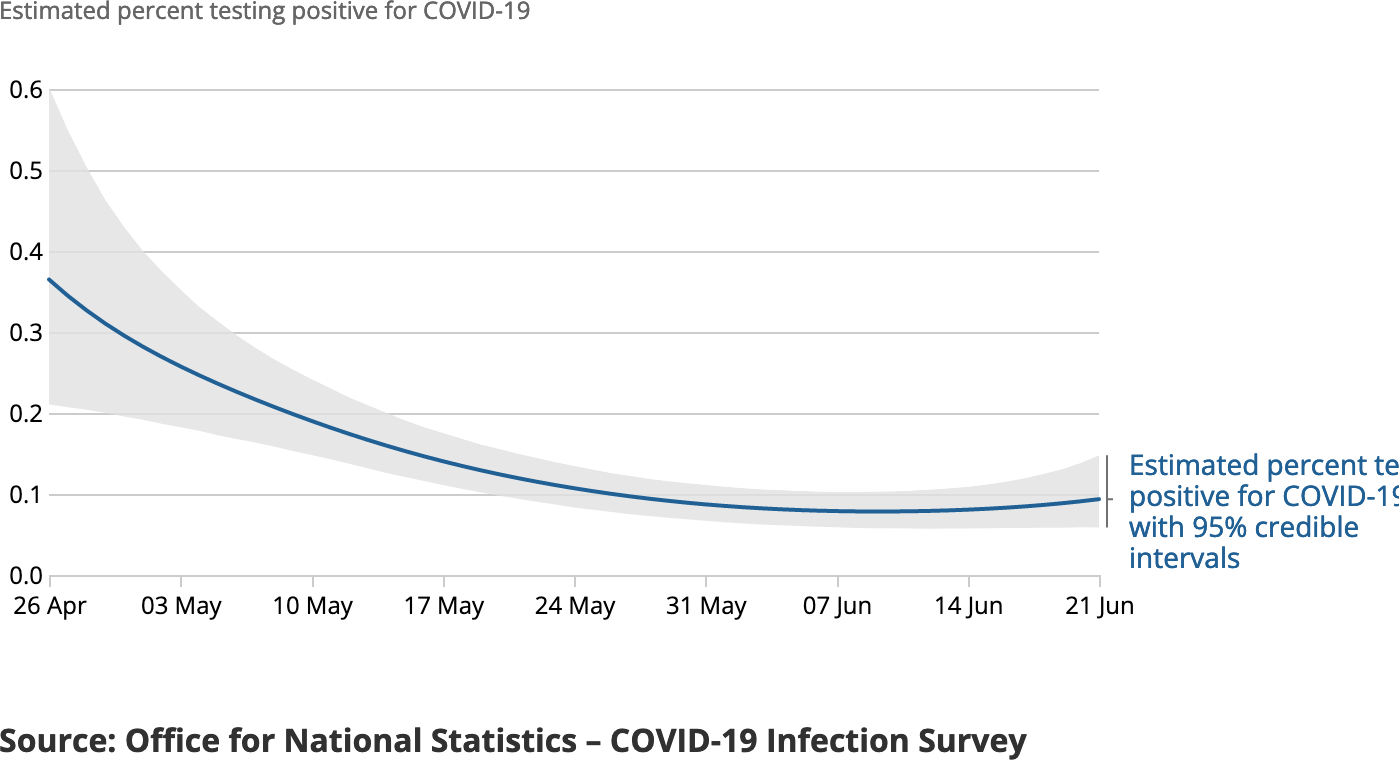 Estimated percent testing positive for COVID-19
0.6
0.5
0.4
0.3
0.2
0.1
0.0
26 Apr 03 May 10 May 17 May 24 May 31 May 07 Jun 14 Jun 21 Jun
Estimated percent te
positive for COVID-19
with 95% credible
intervals
Source: Office for National Statistics – COVID-19 Infection Survey